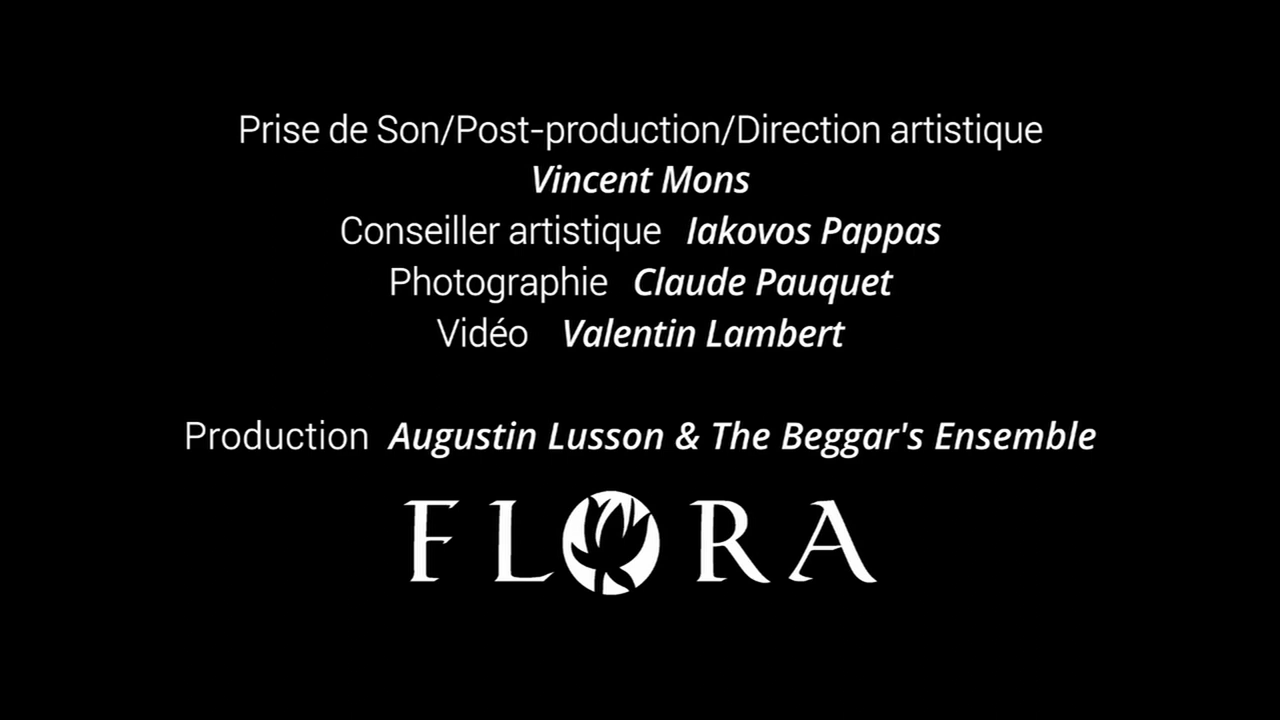 Prise de Son/Post-production/Direction artistique
Vincent Mons
Conseiller artistique Iakovos Pappas
Photographie Claude Pauquet
Vidéo Valentin Lambert
Production Augustin Lusson & The Beggar's Ensemble
FLORA